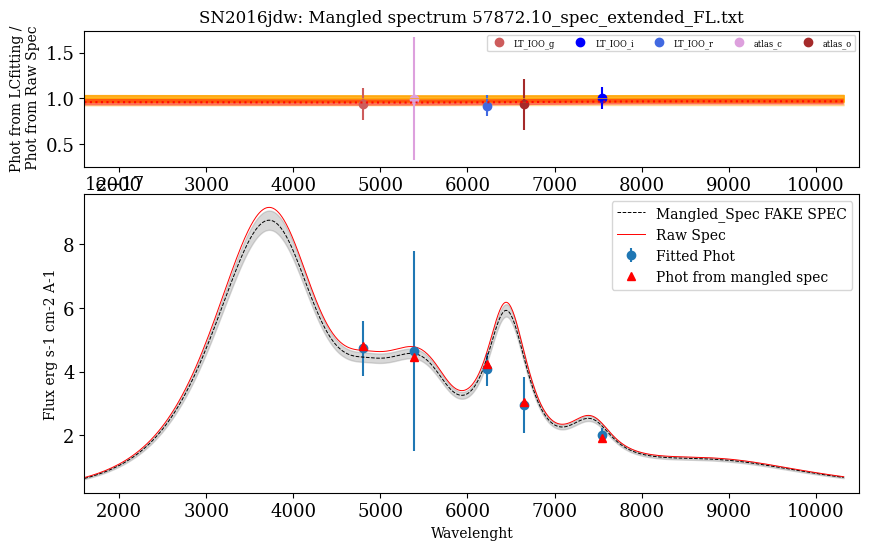 SN2016jdw: Mangled spectrum 57872.10_spec_extended_FL.txt
Phot from LCfitting /
Phot from Raw Spec
1.5
1.0
0.5
LT_IOO_g
LT_IOO_i
LT_IOO_r
atlas_c
atlas_o
2000 3000 4000 5000 6000 7000 8000 9000 10000
1e−17
Flux erg s-1 cm-2 A-1
8
6
4
2
Mangled_Spec FAKE SPEC
Raw Spec
Fitted Phot
Phot from mangled spec
2000 3000 4000 5000 6000 7000 8000 9000 10000
Wavelenght